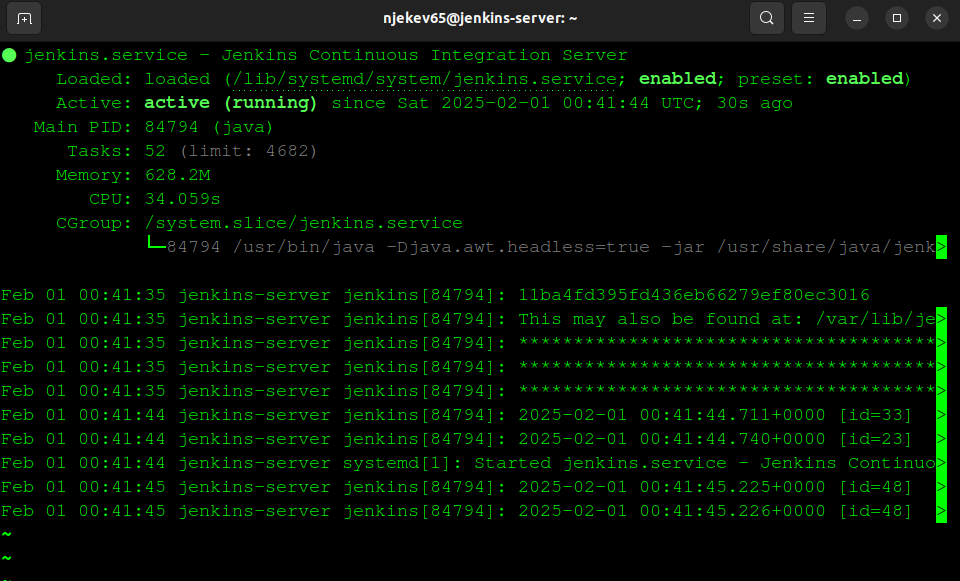 njekev65@jenkins-server: ~
● jenkins.service - Jenkins Continuous Integration Server
Loaded: loaded (/lib/systemd/system/jenkins.service; enabled; preset: enabled)
Active: active (running) since Sat 2025-02-01 00:41:44 UTC; 30s ago
Main PID: 84794 (java)
Tasks: 52 (limit: 4682)
Memory: 628.2M
CPU: 34.059s
CGroup: /system.slice/jenkins.service
└─84794 /usr/bin/java -Djava.awt.headless=true -jar /usr/share/java/jenk>
Feb 01 00:41:35 jenkins-server jenkins[84794]: 11ba4fd395fd436eb66279ef80ec3016
Feb 01 00:41:35 jenkins-server jenkins[84794]: This may also be found at: /var/lib/je>
Feb 01 00:41:35 jenkins-server jenkins[84794]: **************************************>
Feb 01 00:41:35 jenkins-server jenkins[84794]: **************************************>
Feb 01 00:41:35 jenkins-server jenkins[84794]: **************************************>
Feb 01 00:41:44 jenkins-server jenkins[84794]: 2025-02-01 00:41:44.711+0000 [id=33]  >
Feb 01 00:41:44 jenkins-server jenkins[84794]: 2025-02-01 00:41:44.740+0000 [id=23]  >
Feb 01 00:41:44 jenkins-server systemd[1]: Started jenkins.service - Jenkins Continuo>
Feb 01 00:41:45 jenkins-server jenkins[84794]: 2025-02-01 00:41:45.225+0000 [id=48]  >
Feb 01 00:41:45 jenkins-server jenkins[84794]: 2025-02-01 00:41:45.226+0000 [id=48]  >
~
~
~